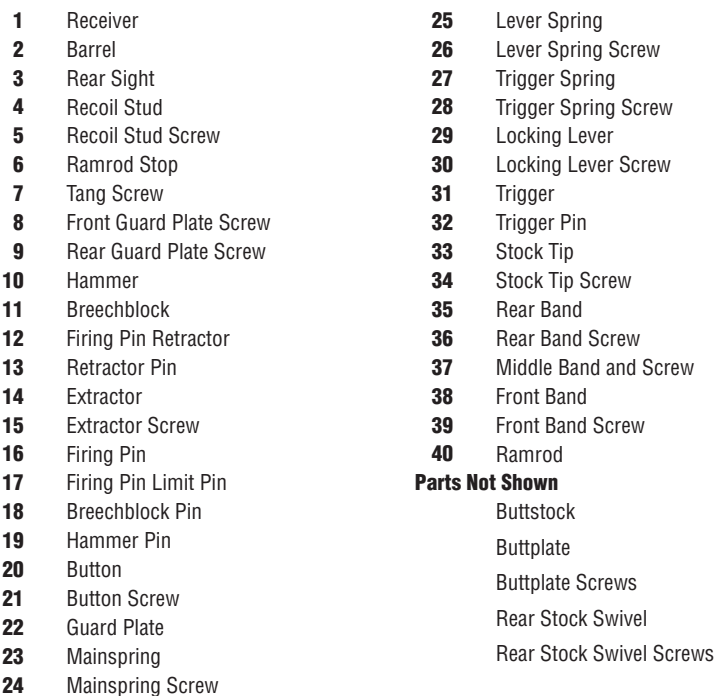 1 Receiver
2 Barrel
3 Rear Sight
4 Recoil Stud
5 Recoil Stud Screw
6 Ramrod Stop
7 Tang Screw
8 Front Guard Plate Screw
9 Rear Guard Plate Screw
10 Hammer
11 Breechblock
12 Firing Pin Retractor
13 Retractor Pin
14 Extractor
15 Extractor Screw
16 Firing Pin
17 Firing Pin Limit Pin
18 Breechblock Pin
19 Hammer Pin
20 Button
21 Button Screw
22 Guard Plate
23 Mainspring
24 Mainspring Screw
25 Lever Spring
26 Lever Spring Screw
27 Trigger Spring
28 Trigger Spring Screw
29 Locking Lever
30 Locking Lever Screw
31 Trigger
32 Trigger Pin
33 Stock Tip
34 Stock Tip Screw
35 Rear Band
36 Rear Band Screw
37 Middle Band and Screw
38 Front Band
39 Front Band Screw
40 Ramrod
Parts Not Shown
Buttstock
Buttplate
Buttplate Screws
Rear Stock Swivel
Rear Stock Swivel Screws